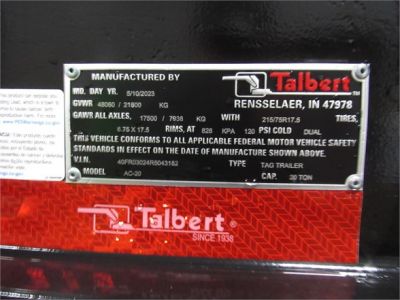 MANUFACTURED BY
Talbert
RENSSELAER, IN 47978
MO. DAY YR. 5/10/2023
GVWR 48060 / 21800 KG
GAWR ALL AXLES, 17500 / 7938 KG WITH 215/75R17.5 TIRES,
6.75 X 17.5 RIMS, AT 828 KPA 120 PSI COLD DUAL
THIS VEHICLE CONFORMS TO ALL APPLICABLE FEDERAL MOTOR VEHICLE SAFETY
STANDARDS IN EFFECT ON THE DATE OF MANUFACTURE SHOWN ABOVE.
V.I.N. 40FR03024R5043162 TYPE TAG TRAILER
MODEL AC-20 CAP. 20 TON
Talbert®
SINCE 1938